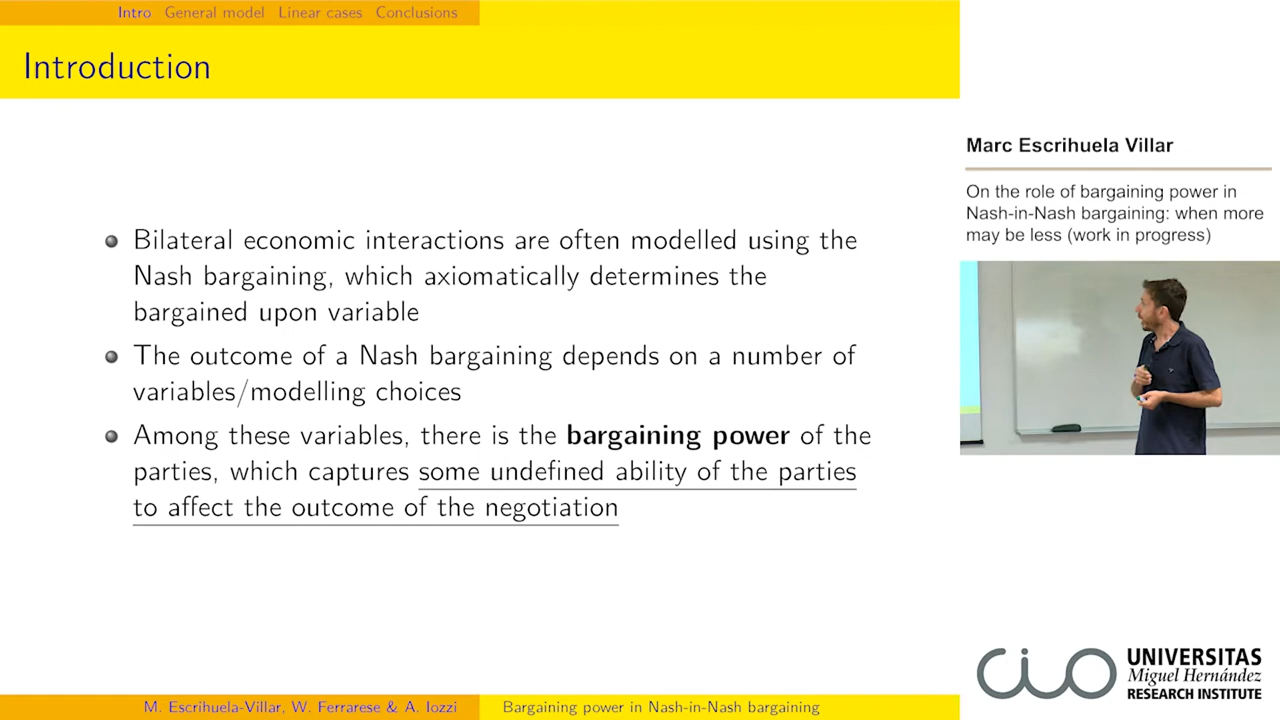 Intro General model Linear cases Conclusions
Introduction
Bilateral economic interactions are often modelled using the
Nash bargaining, which axiomatically determines the
bargained upon variable
The outcome of a Nash bargaining depends on a number of
variables/modelling choices
Among these variables, there is the bargaining power of the
parties, which captures some undefined ability of the parties
to affect the outcome of the negotiation
M. Escrihuela-Villar, W. Ferrarese & A. Iozzi
Bargaining power in Nash-in-Nash bargaining
Marc Escrihuela Villar
On the role of bargaining power in
Nash-in-Nash bargaining: when more
may be less (work in progress)
cio
UNIVERSITAS
Miguel Hernández
RESEARCH INSTITUTE